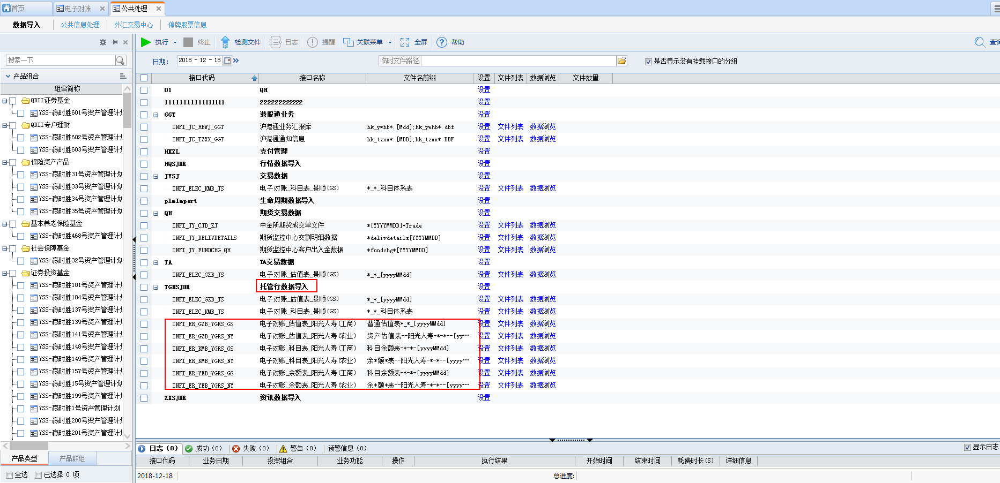 首页 电子对账 公共处理
数据导入 公共信息处理 外汇交易中心 停牌股票信息
执行 终止 检测文件 日志 提醒 关联菜单 全屏 帮助
搜索一下
日期: 2018 - 12 - 18 临时文件路径 是否显示没有挂载接口的分组
产品组合
组合简称
QDII证券基金
YSS-赢时胜601号资产管理计
QDII专户理财
YSS-赢时胜602号资产管理计
YSS-赢时胜603号资产管理计
保险资产产品
YSS-赢时胜31号资产管理计划
YSS-赢时胜33号资产管理计划
YSS-赢时胜34号资产管理计划
YSS-赢时胜35号资产管理计划
基本养老保险基金
YSS-赢时胜468号资产管理计
社会保障基金
YSS-赢时胜32号资产管理计划
证券投资基金
YSS-赢时胜101号资产管理计
YSS-赢时胜104号资产管理计
YSS-赢时胜137号资产管理计
YSS-赢时胜139号资产管理计
YSS-赢时胜141号资产管理计
YSS-赢时胜148号资产管理计
YSS-赢时胜149号资产管理计
YSS-赢时胜157号资产管理计
YSS-赢时胜15号资产管理计划
YSS-赢时胜199号资产管理计
YSS-赢时胜1号资产管理计划
YSS-赢时胜200号资产管理计
YSS-赢时胜201号资产管理计
产品类型 产品群组
全选 已选择 0 项
接口代码 接口名称 文件名前缀 设置 文件列表 数据浏览 文件数量
01 QH 设置
11111111111111111 222222222222 设置
GGT 港股通业务 设置
INFI_JC_HBWJ_GGT 沪港通业务汇报库 hk_ywhb*.[Mdd];hk_ywhb*.dbf 设置 文件列表 数据浏览
INFI_JC_TZXX_GGT 沪港通通知信息 hk_tzxx*.[MDD];hk_tzxx*.DBF 设置 文件列表 数据浏览
HKZL 支付管理 设置
HQSJDR 行情数据导入 设置
JYSJ 交易数据 设置
INFI_ELEC_KMB_JS 电子对账_科目表_景顺(GS) *_*_科目体系表 设置 文件列表 数据浏览
plmImport 生命周期数据导入 设置
QH 期货交易数据 设置
INFI_JY_CJD_ZJ 中金所期货成交单文件 *[YYYYMMDD]*Trade 设置 文件列表 数据浏览
INFI_JY_DELIVDETAILS 期货监控中心交割明细数据 *delivdetails[YYYYMMDD] 设置 文件列表 数据浏览
INFI_JY_FUNDCHG_QH 期货监控中心客户出入金数据 *fundchg*[YYYYMMDD] 设置 文件列表 数据浏览
TA TA交易数据 设置
INFI_ELEC_GZB_JS 电子对账_估值表_景顺(GS) *_*_[yyyyMMdd] 设置 文件列表 数据浏览
TGHSJDR 托管行数据导入 设置
INFI_ELEC_GZB_JS 电子对账_估值表_景顺(GS) *_*_[yyyyMMdd] 设置 文件列表 数据浏览
INFI_ELEC_KMB_JS 电子对账_科目表_景顺(GS) *_*_科目体系表 设置 文件列表 数据浏览
INFI_ER_GZB_YGRS_GS 电子对账_估值表_阳光人寿(工商) 普通估值表*_*_[yyyyMMdd] 设置 文件列表 数据浏览
INFI_ER_GZB_YGRS_NY 电子对账_估值表_阳光人寿(农业) 资产估值表--阳光人寿-*-*--[yy… 设置 文件列表 数据浏览
INFI_ER_KMB_YGRS_GS 电子对账_科目表_阳光人寿(工商) 科目余额表-*-*-[yyyyMMdd] 设置 文件列表 数据浏览
INFI_ER_KMB_YGRS_NY 电子对账_科目表_阳光人寿(农业) 余*额*表--阳光人寿-*-*--[yyyy… 设置 文件列表 数据浏览
INFI_ER_YEB_YGRS_GS 电子对账_余额表_阳光人寿(工商) 科目余额表-*-*-[yyyyMMdd] 设置 文件列表 数据浏览
INFI_ER_YEB_YGRS_NY 电子对账_余额表_阳光人寿(农业) 余*额*表--阳光人寿-*-*--[yyyy… 设置 文件列表 数据浏览
ZXSJDR 资讯数据导入 设置
日志 (0) 成功 (0) 失败 (0) 警告 (0) 预警信息 (0) 显示日志
接口代码 业务日期 投资组合 业务功能 操作 执行结果 开始时间 结束时间 耗费时长(S) 详细信息
2018-12-18 总进度: